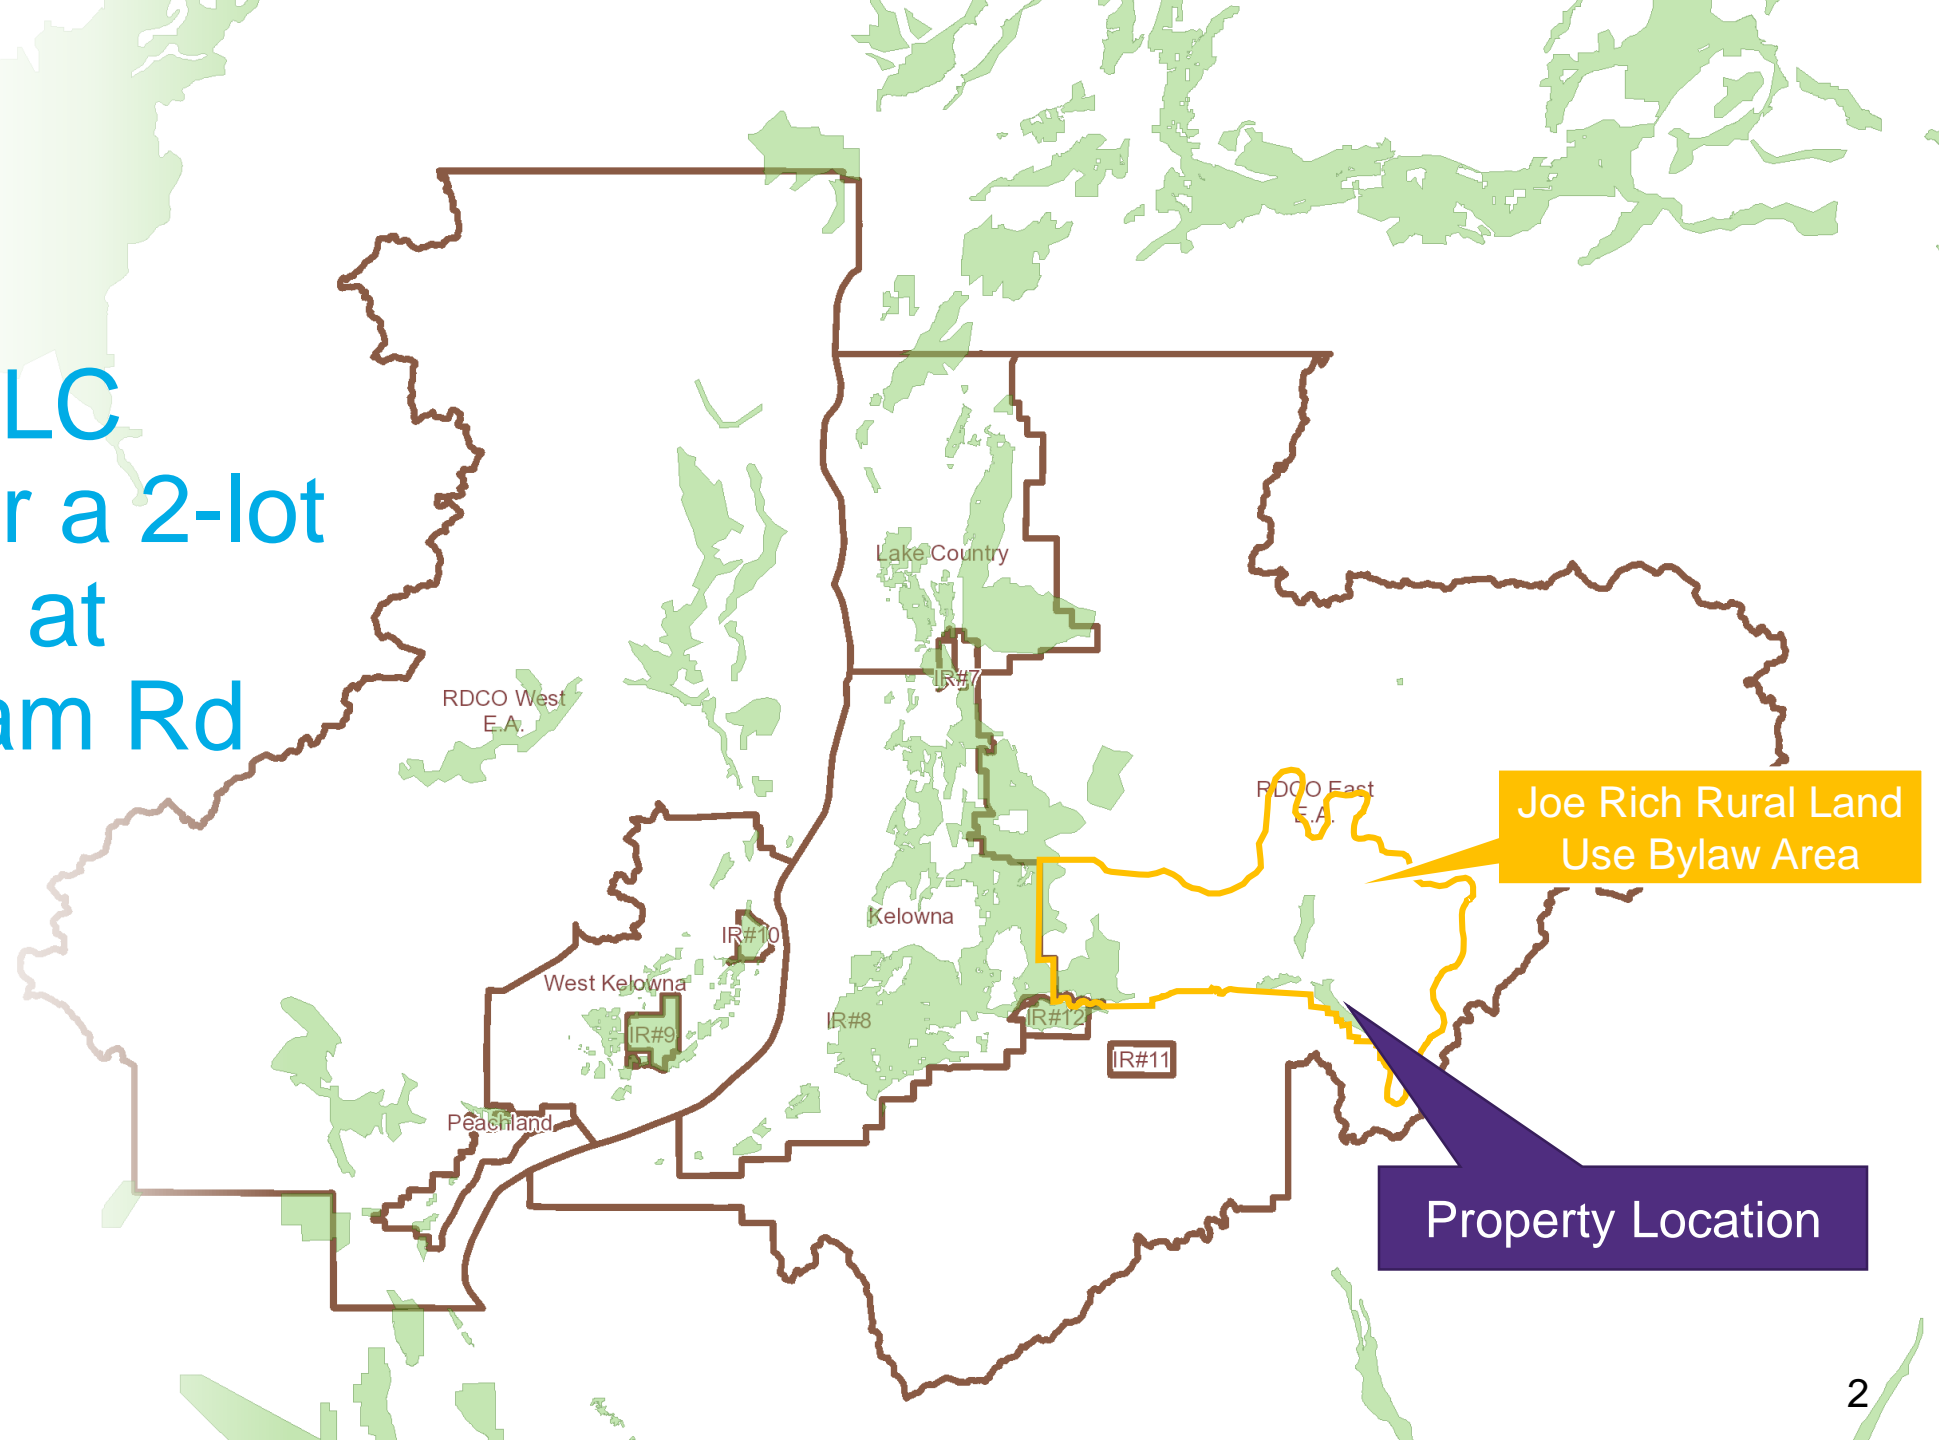 LC
r a 2-lot
at
am Rd
Lake Country
IR#7
RDCO West
E.A.
RDCO East
E.A.
Joe Rich Rural Land
Use Bylaw Area
Kelowna
IR#10
West Kelowna
IR#9
IR#8
IR#12
IR#11
Peachland
Property Location
2